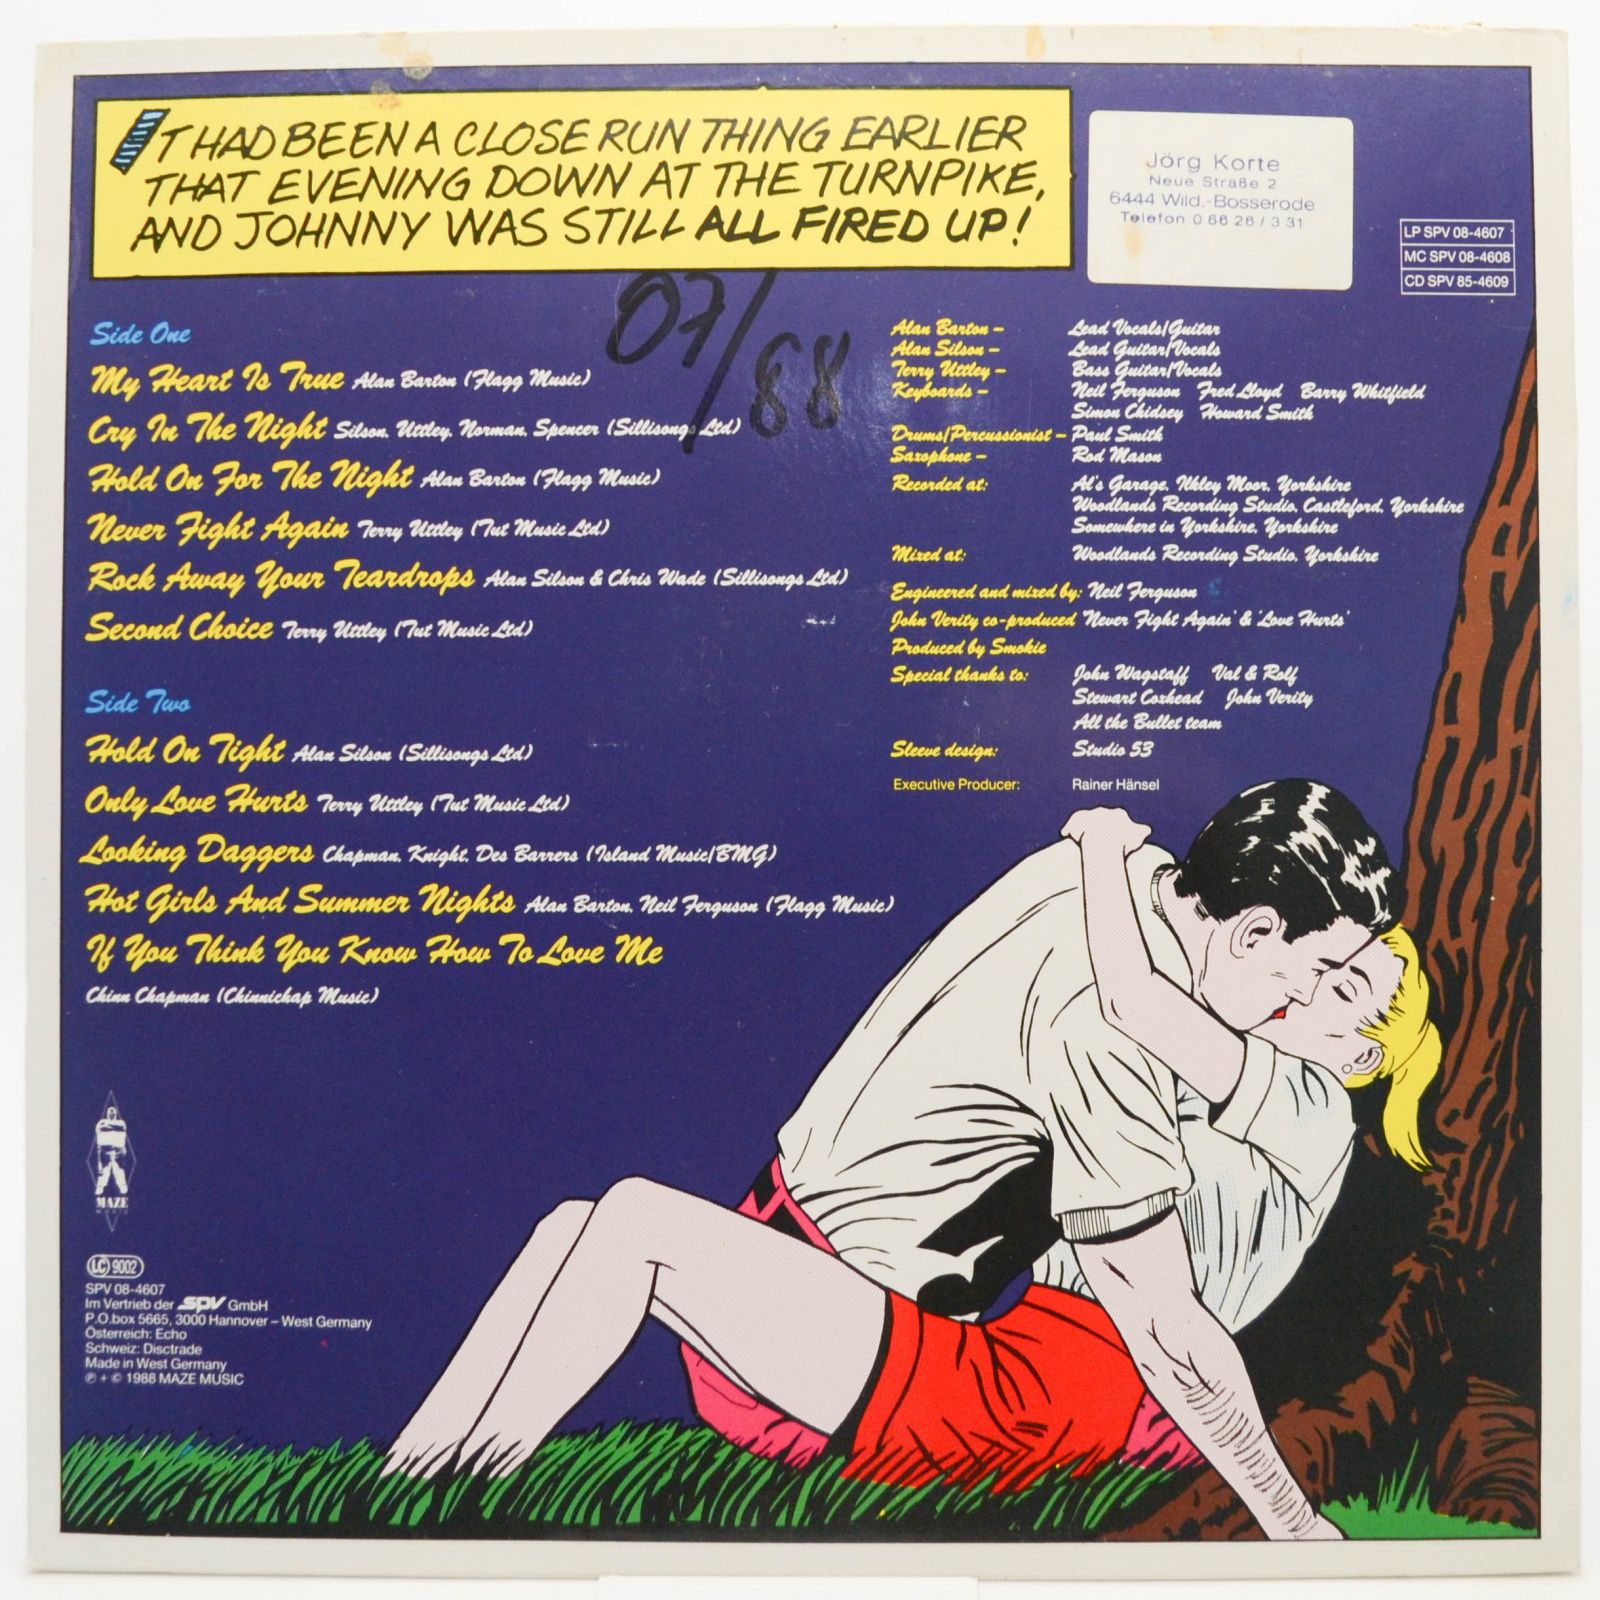 IT HAD BEEN A CLOSE RUN THING EARLIER
THAT EVENING DOWN AT THE TURNPIKE,
AND JOHNNY WAS STILL ALL FIRED UP!
Jörg Korte
Neue Straße 2
6444 Wild.-Bosserode
Telefon 0 66 26 / 3 31
LP SPV 08-4607
MC SPV 08-4608
CD SPV 85-4609
07/88
Side One
My Heart Is True Alan Barton (Flagg Music)
Cry In The Night Silson, Uttley, Norman, Spencer (Sillisongs Ltd)
Hold On For The Night Alan Barton (Flagg Music)
Never Fight Again Terry Uttley (Tut Music Ltd)
Rock Away Your Teardrops Alan Silson & Chris Wade (Sillisongs Ltd)
Second Choice Terry Uttley (Tut Music Ltd)
Side Two
Hold On Tight Alan Silson (Sillisongs Ltd)
Only Love Hurts Terry Uttley (Tut Music Ltd)
Looking Daggers Chapman, Knight, Des Barrers (Island Music/BMG)
Hot Girls And Summer Nights Alan Barton, Neil Ferguson (Flagg Music)
If You Think You Know How To Love Me
Chinn Chapman (Chinnichap Music)
Alan Barton – Lead Vocals/Guitar
Alan Silson – Lead Guitar/Vocals
Terry Uttley – Bass Guitar/Vocals
Keyboards – Neil Ferguson Fred Lloyd Barry Whitfield
Simon Chidsey Howard Smith
Drums/Percussionist – Paul Smith
Saxophone – Rod Mason
Recorded at: Al's Garage, Ilkley Moor, Yorkshire
Woodlands Recording Studio, Castleford, Yorkshire
Somewhere in Yorkshire, Yorkshire
Mixed at: Woodlands Recording Studio, Yorkshire
Engineered and mixed by: Neil Ferguson
John Verity co-produced 'Never Fight Again' & 'Love Hurts'
Produced by Smokie
Special thanks to: John Wagstaff Val & Rolf
Stewart Coxhead John Verity
All the Bullet team
Sleeve design: Studio 53
Executive Producer: Rainer Hänsel
MAZE
MUSIC
LC 9002
SPV 08-4607
Im Vertrieb der SPV GmbH
P.O.box 5665, 3000 Hannover – West Germany
Österreich: Echo
Schweiz: Disctrade
Made in West Germany
℗ + © 1988 MAZE MUSIC